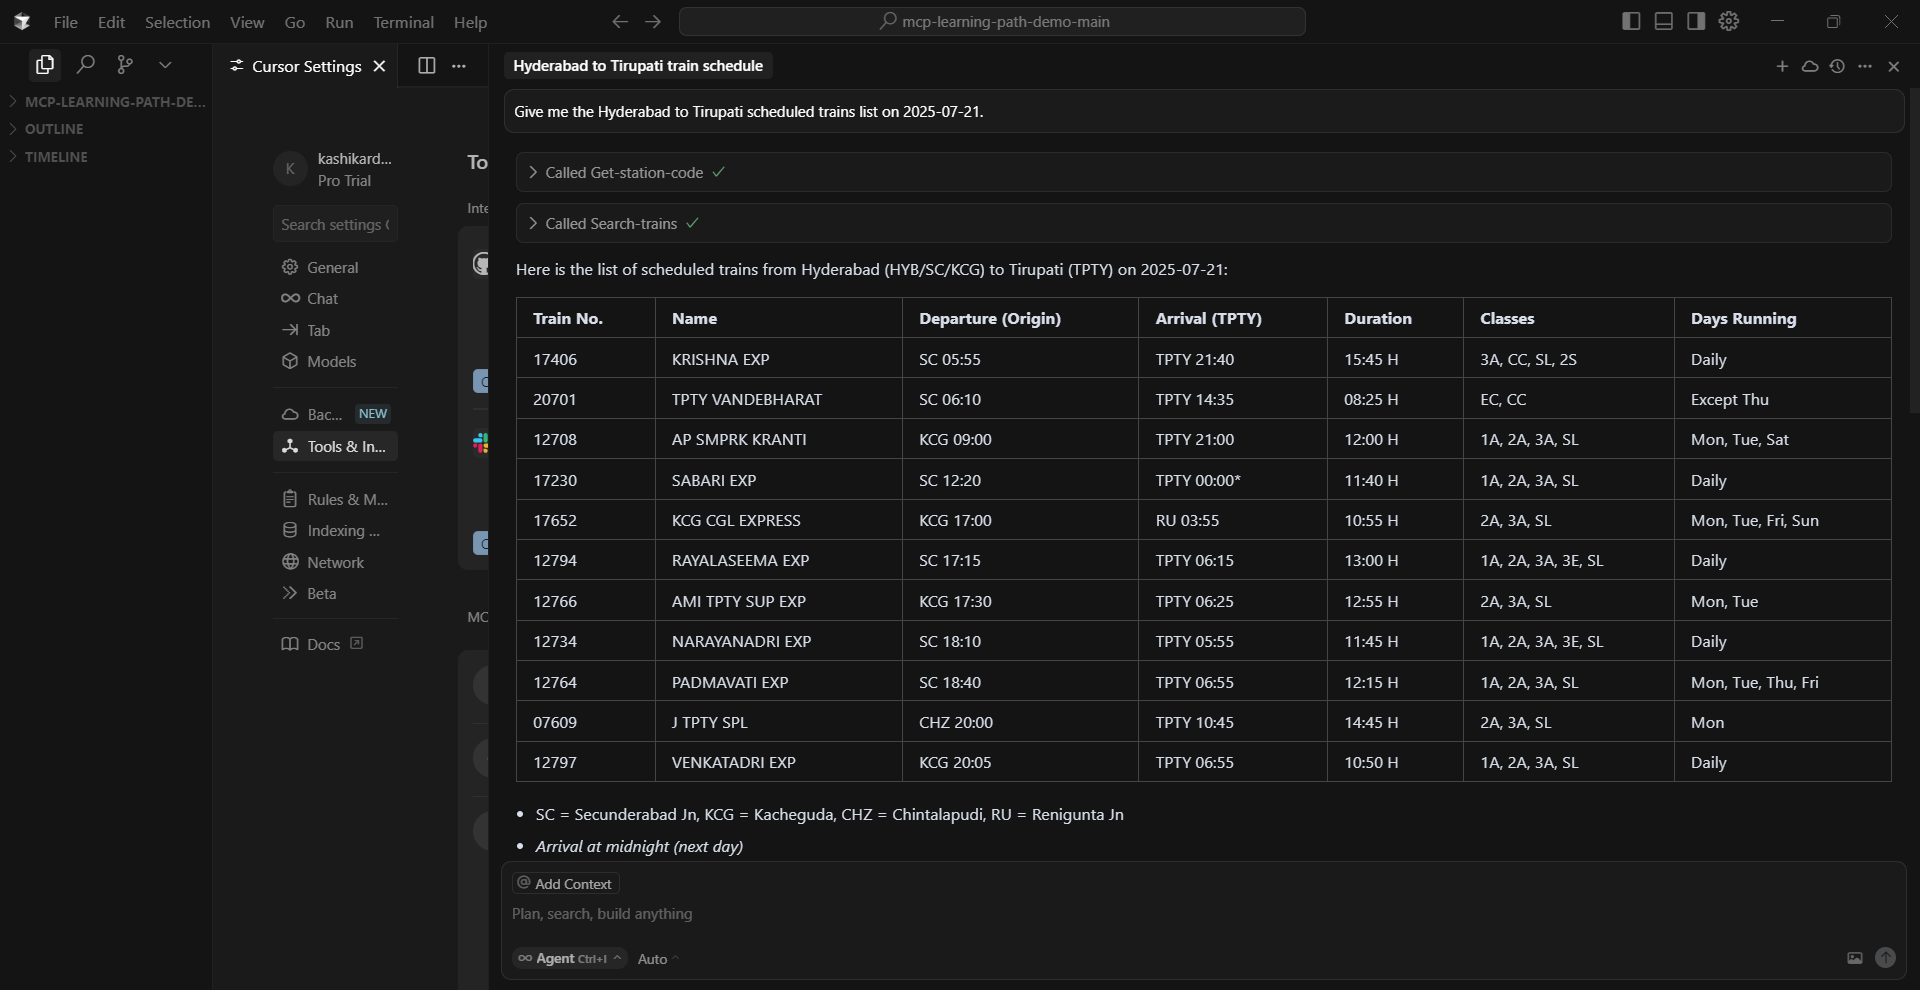 File Edit Selection View Go Run Terminal Help
mcp-learning-path-demo-main
Cursor Settings
Hyderabad to Tirupati train schedule
MCP-LEARNING-PATH-DE...
OUTLINE
TIMELINE
K
kashikard...
Pro Trial
Search settings
General
Chat
Tab
Models
Bac... NEW
Tools & In...
Rules & M...
Indexing ...
Network
Beta
Docs
To
Inte
MC
Give me the Hyderabad to Tirupati scheduled trains list on 2025-07-21.
Called Get-station-code
Called Search-trains
Here is the list of scheduled trains from Hyderabad (HYB/SC/KCG) to Tirupati (TPTY) on 2025-07-21:
Train No. Name Departure (Origin) Arrival (TPTY) Duration Classes Days Running
17406 KRISHNA EXP SC 05:55 TPTY 21:40 15:45 H 3A, CC, SL, 2S Daily
20701 TPTY VANDEBHARAT SC 06:10 TPTY 14:35 08:25 H EC, CC Except Thu
12708 AP SMPRK KRANTI KCG 09:00 TPTY 21:00 12:00 H 1A, 2A, 3A, SL Mon, Tue, Sat
17230 SABARI EXP SC 12:20 TPTY 00:00* 11:40 H 1A, 2A, 3A, SL Daily
17652 KCG CGL EXPRESS KCG 17:00 RU 03:55 10:55 H 2A, 3A, SL Mon, Tue, Fri, Sun
12794 RAYALASEEMA EXP SC 17:15 TPTY 06:15 13:00 H 1A, 2A, 3A, 3E, SL Daily
12766 AMI TPTY SUP EXP KCG 17:30 TPTY 06:25 12:55 H 2A, 3A, SL Mon, Tue
12734 NARAYANADRI EXP SC 18:10 TPTY 05:55 11:45 H 1A, 2A, 3A, 3E, SL Daily
12764 PADMAVATI EXP SC 18:40 TPTY 06:55 12:15 H 1A, 2A, 3A, SL Mon, Tue, Thu, Fri
07609 J TPTY SPL CHZ 20:00 TPTY 10:45 14:45 H 2A, 3A, SL Mon
12797 VENKATADRI EXP KCG 20:05 TPTY 06:55 10:50 H 1A, 2A, 3A, SL Daily
• SC = Secunderabad Jn, KCG = Kacheguda, CHZ = Chintalapudi, RU = Renigunta Jn
• Arrival at midnight (next day)
@ Add Context
Plan, search, build anything
Agent Ctrl+I Auto